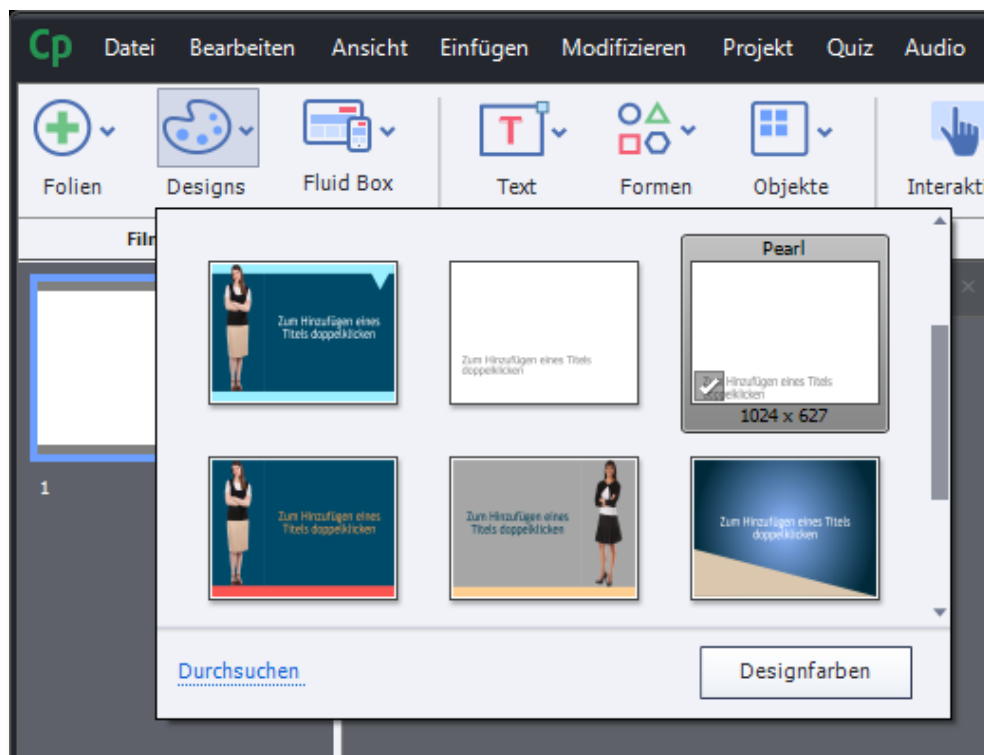 Cp Datei Bearbeiten Ansicht Einfügen Modifizieren Projekt Quiz Audio
Folien Designs Fluid Box Text Formen Objekte Interakti
Film
Pearl
Zum Hinzufügen eines
Titels doppelklicken
Zum Hinzufügen eines Titels
doppelklicken
Hinzufügen eines Titels
1024 x 627
1
Zum Hinzufügen eines
Titels doppelklicken
Zum Hinzufügen eines
Titels doppelklicken
Zum Hinzufügen eines Titels
doppelklicken
Durchsuchen
Designfarben